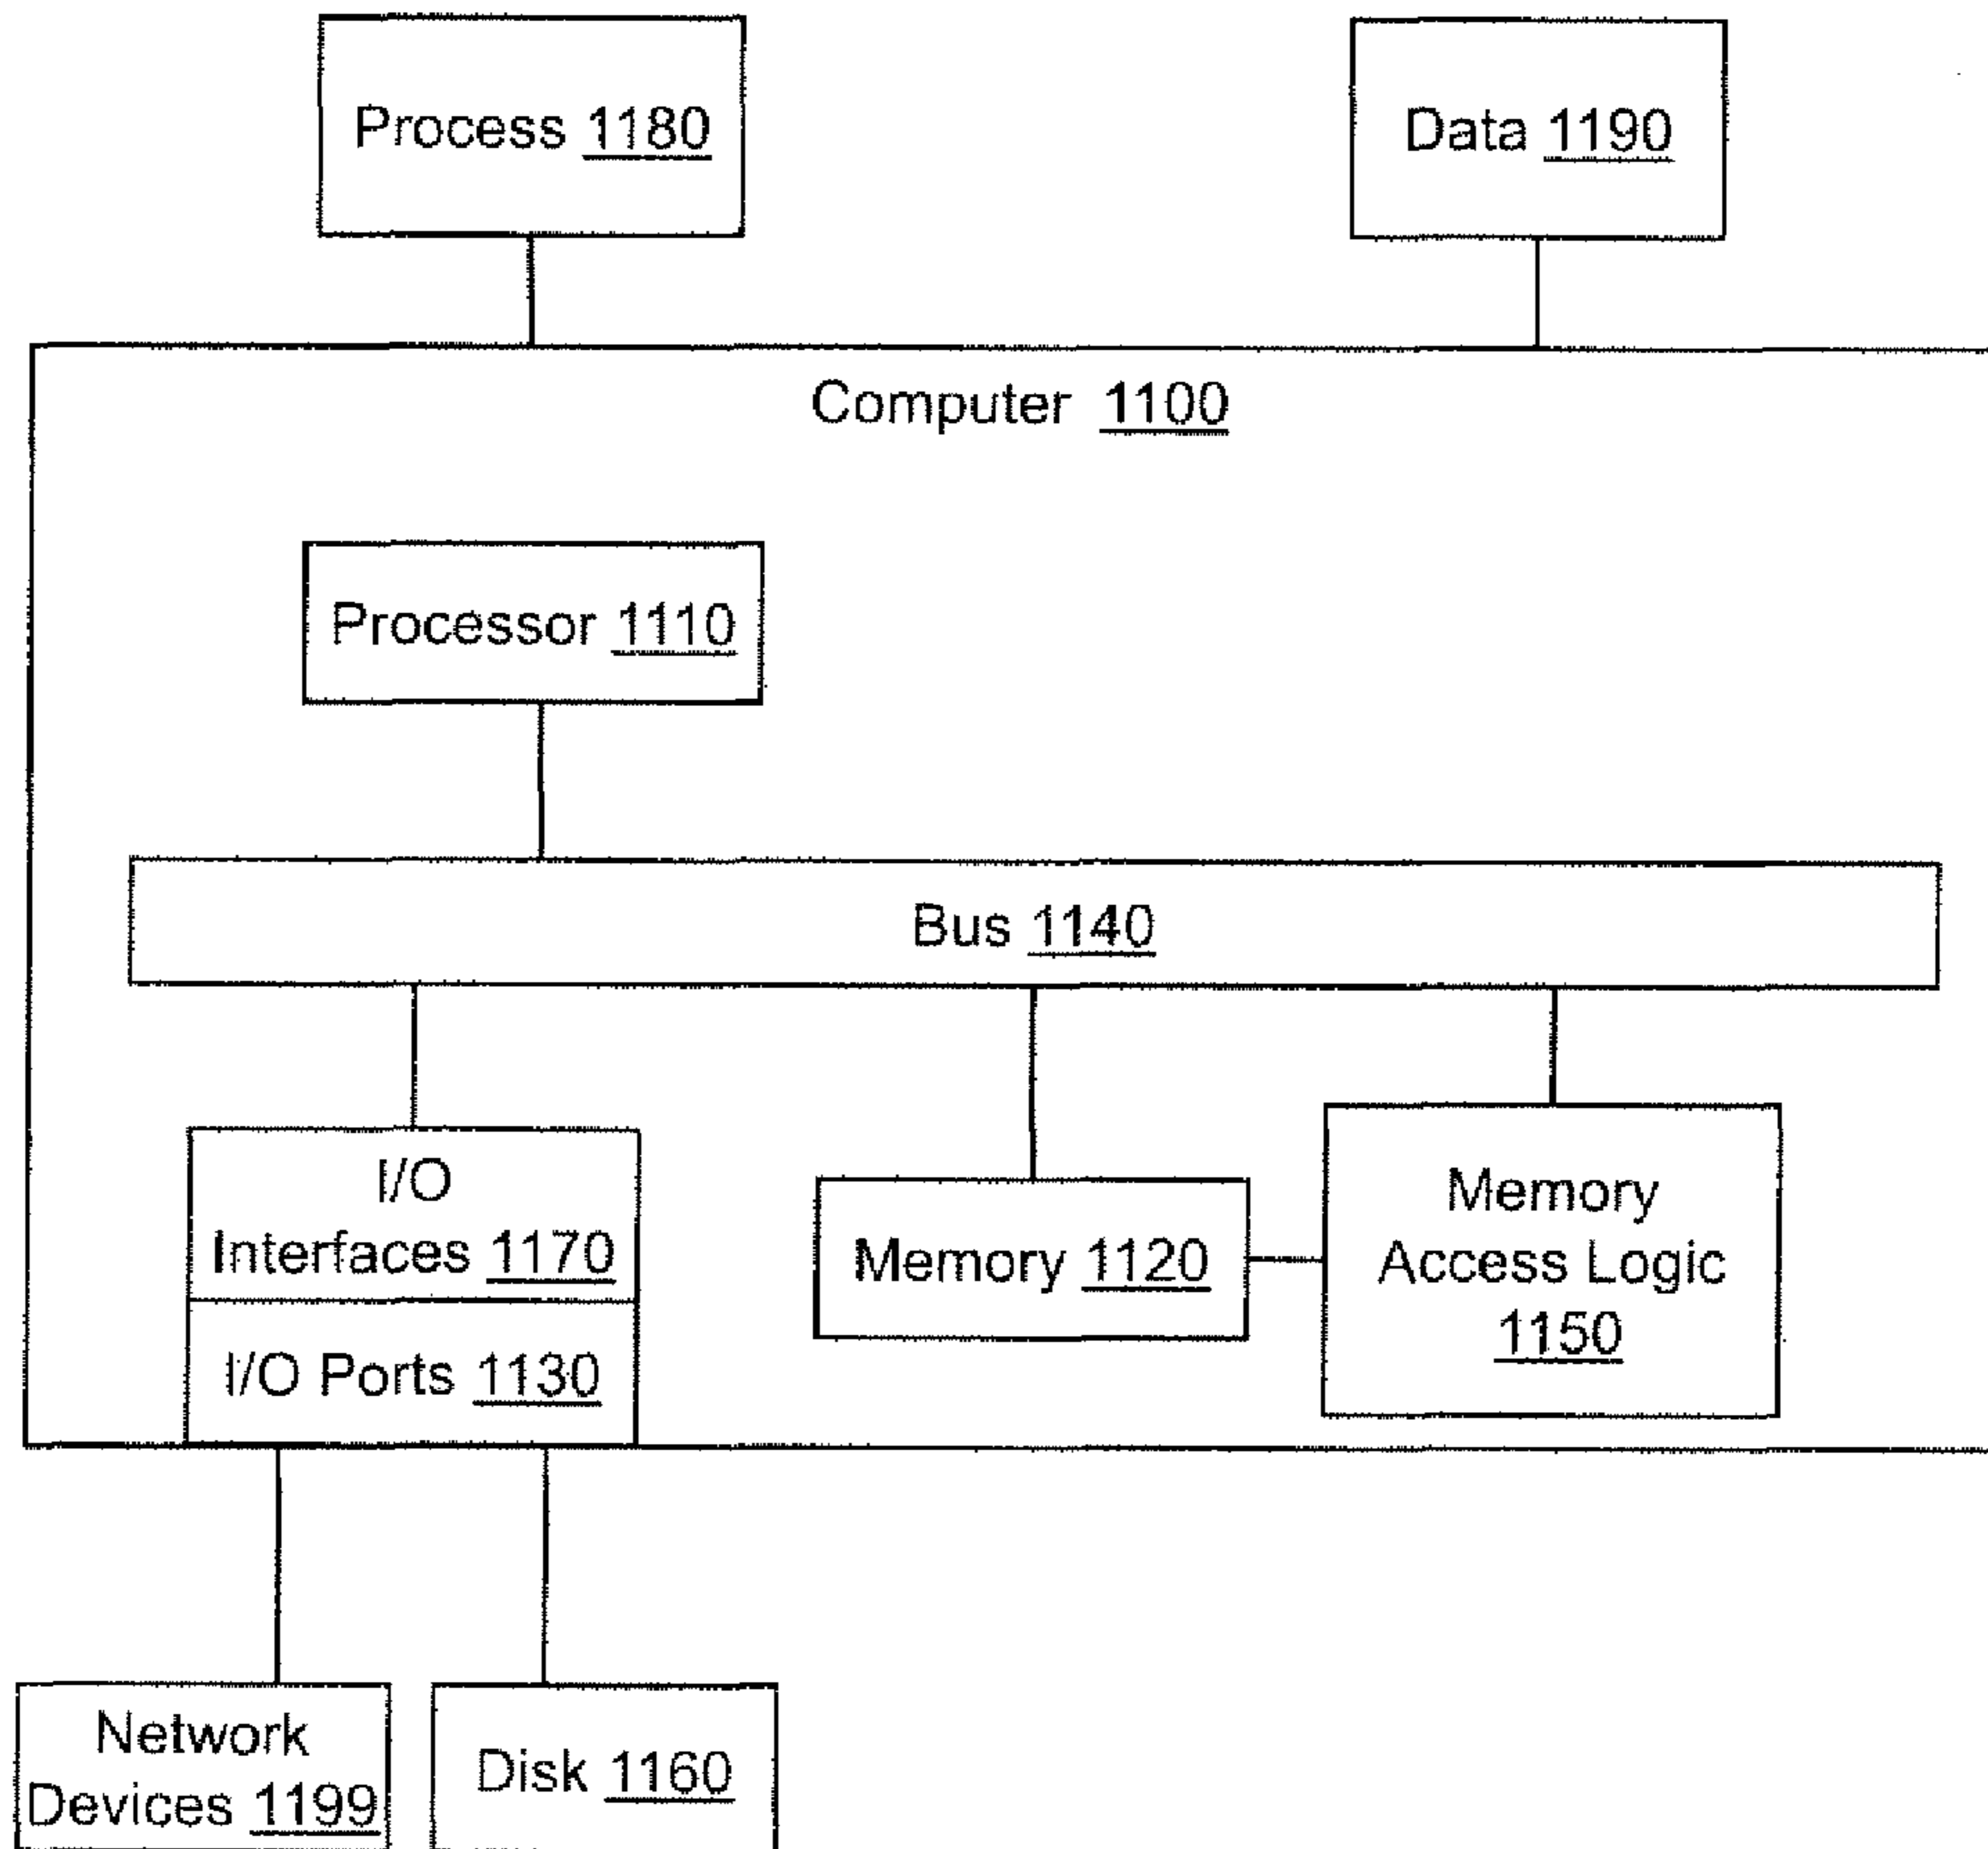 Process 1180
Data 1190
Computer 1100
Processor 1110
Bus 1140
I/O
Interfaces 1170
I/O Ports 1130
Memory 1120
Memory
Access Logic
1150
Network
Devices 1199
Disk 1160